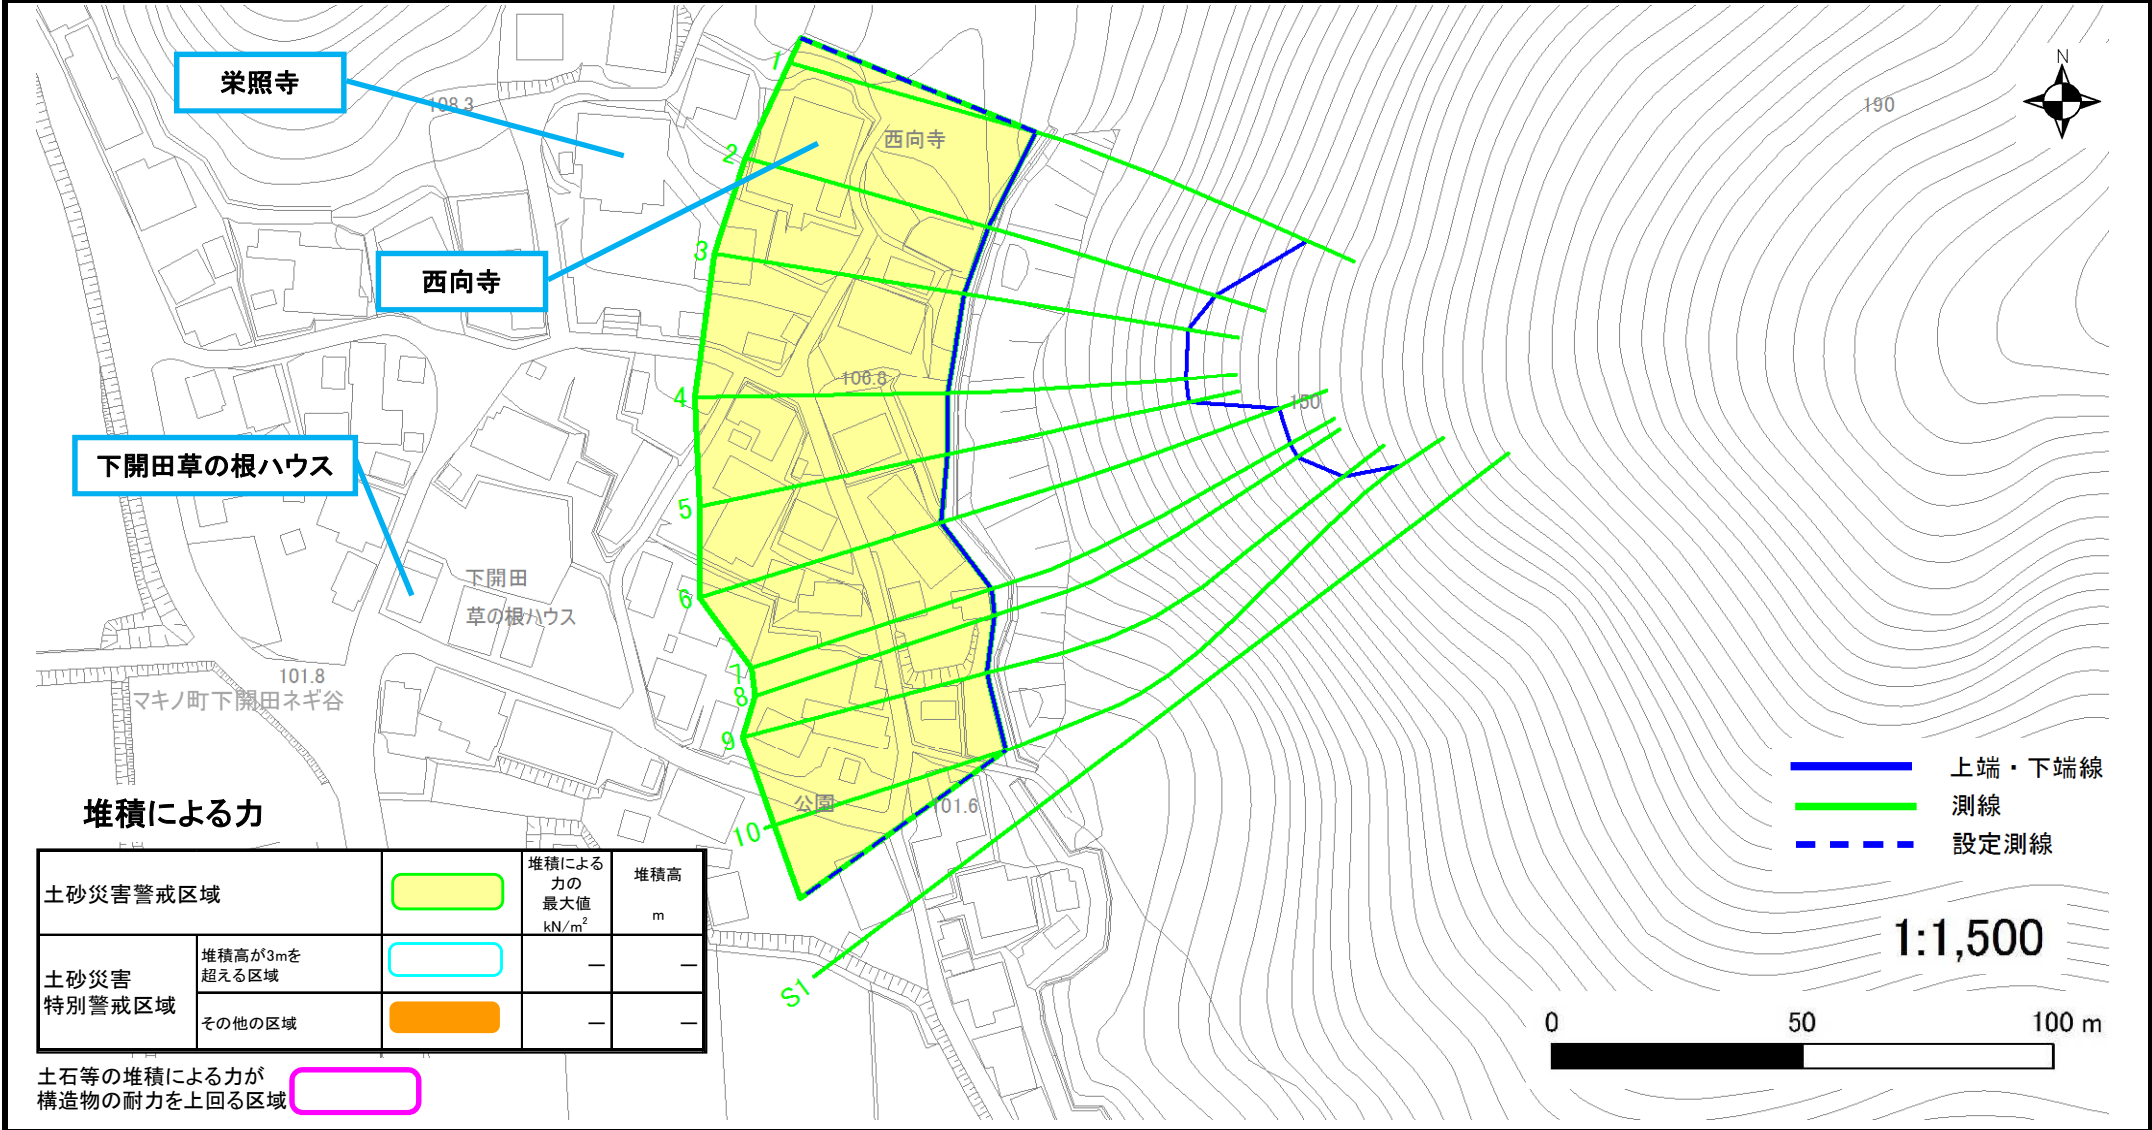 栄照寺
108.3
西向寺
190
N
西向寺
106.8
150
下開田草の根ハウス
下開田
草の根ハウス
101.8
マキノ町下開田ネギ谷
公園
101.6
1
2
3
4
5
6
7
8
9
10
S1
上端・下端線
測線
設定測線
1:1,500
0 50 100 m
堆積による力
土砂災害警戒区域
堆積による
力の
最大値
kN/m²
堆積高
m
土砂災害
特別警戒区域
堆積高が3mを
超える区域
― ―
その他の区域
― ―
土石等の堆積による力が
構造物の耐力を上回る区域